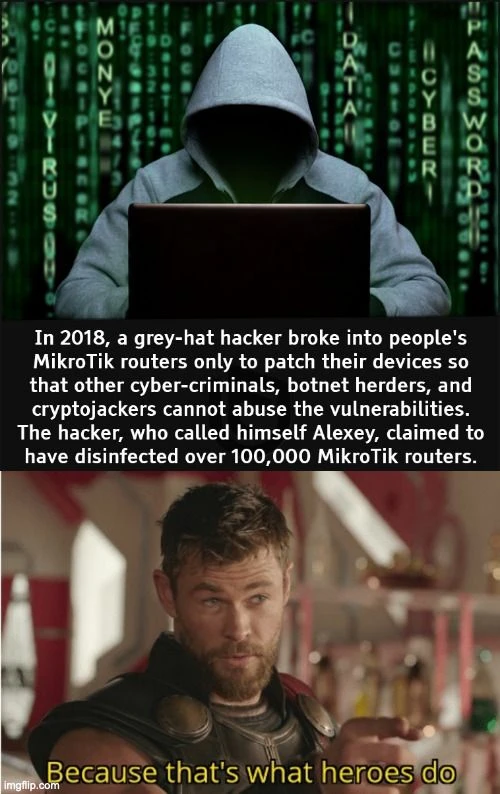 MONYE
VIRUS
DATA
CYBER
PASSWORD
In 2018, a grey-hat hacker broke into people's
MikroTik routers only to patch their devices so
that other cyber-criminals, botnet herders, and
cryptojackers cannot abuse the vulnerabilities.
The hacker, who called himself Alexey, claimed to
have disinfected over 100,000 MikroTik routers.
Because that's what heroes do
imgflip.com